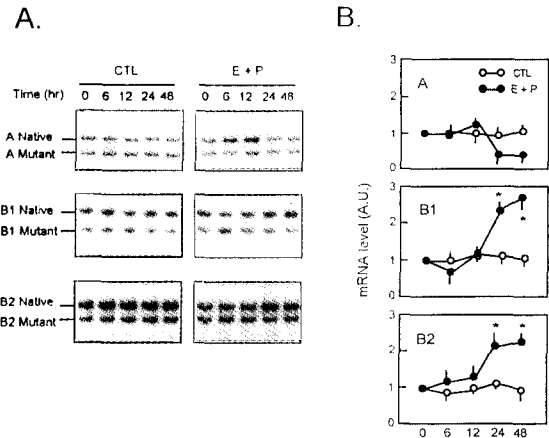 A.
CTL
E + P
Time (hr)
0 6 12 24 48
0 6 12 24 48
A Native
A Mutant
B1 Native
B1 Mutant
B2 Native
B2 Mutant
B.
mRNA level (A.U.)
3
2
1
0
A
CTL
E + P
3
2
1
0
B1
*
*
3
2
1
0
B2
* *
0 6 12 24 48